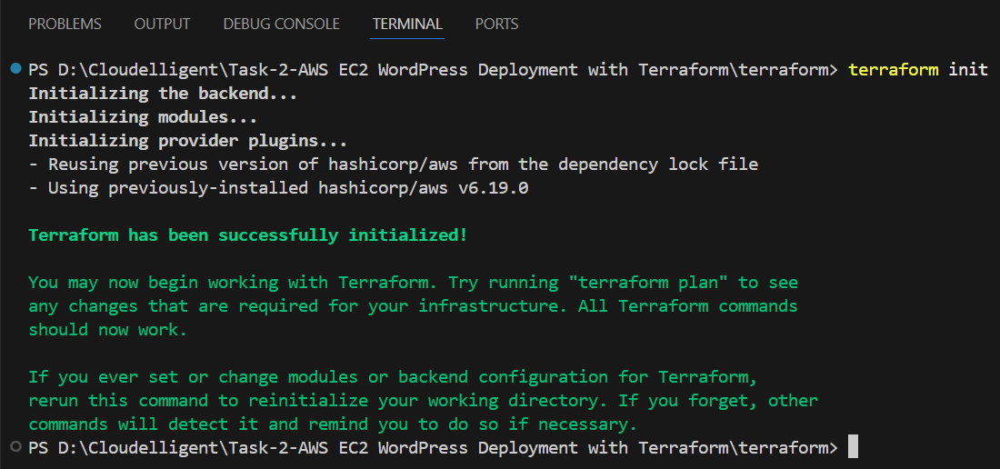 PROBLEMS OUTPUT DEBUG CONSOLE TERMINAL PORTS
PS D:\Cloudelligent\Task-2-AWS EC2 WordPress Deployment with Terraform\terraform> terraform init
Initializing the backend...
Initializing modules...
Initializing provider plugins...
- Reusing previous version of hashicorp/aws from the dependency lock file
- Using previously-installed hashicorp/aws v6.19.0
Terraform has been successfully initialized!
You may now begin working with Terraform. Try running "terraform plan" to see
any changes that are required for your infrastructure. All Terraform commands
should now work.
If you ever set or change modules or backend configuration for Terraform,
rerun this command to reinitialize your working directory. If you forget, other
commands will detect it and remind you to do so if necessary.
PS D:\Cloudelligent\Task-2-AWS EC2 WordPress Deployment with Terraform\terraform>